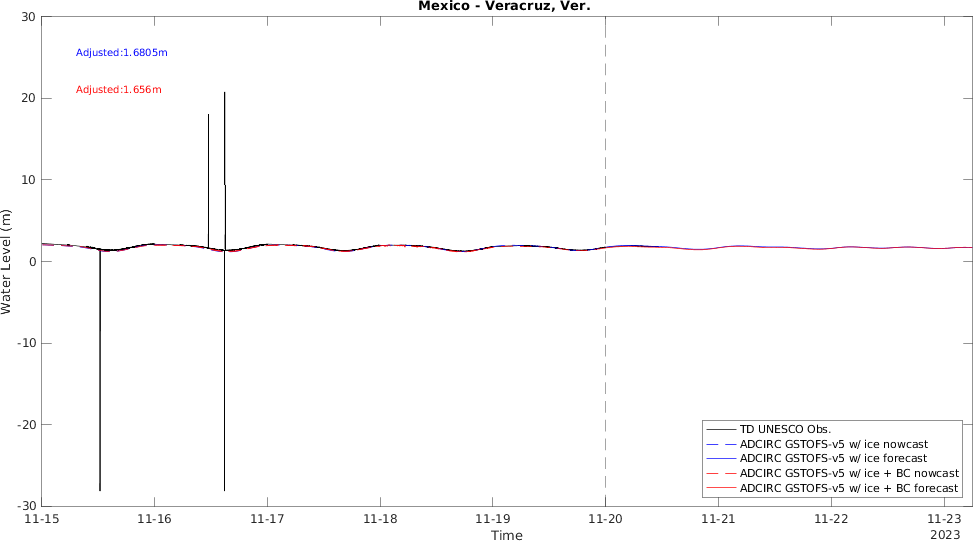 Mexico - Veracruz, Ver.
30
Adjusted:1.6805m
Adjusted:1.656m
20
10
0
-10
-20
-30
Water Level (m)
TD UNESCO Obs.
ADCIRC GSTOFS-v5 w/ ice nowcast
ADCIRC GSTOFS-v5 w/ ice forecast
ADCIRC GSTOFS-v5 w/ ice + BC nowcast
ADCIRC GSTOFS-v5 w/ ice + BC forecast
11-15 11-16 11-17 11-18 11-19 11-20 11-21 11-22 11-23
Time
2023